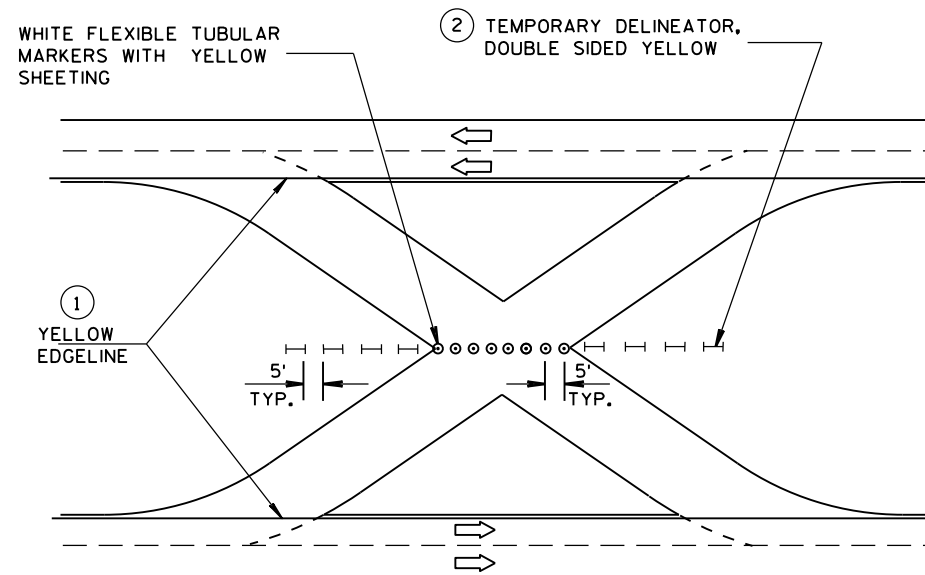 WHITE FLEXIBLE TUBULAR
MARKERS WITH YELLOW
SHEETING
2 TEMPORARY DELINEATOR,
DOUBLE SIDED YELLOW
1
YELLOW
EDGELINE
5'
TYP.
5'
TYP.